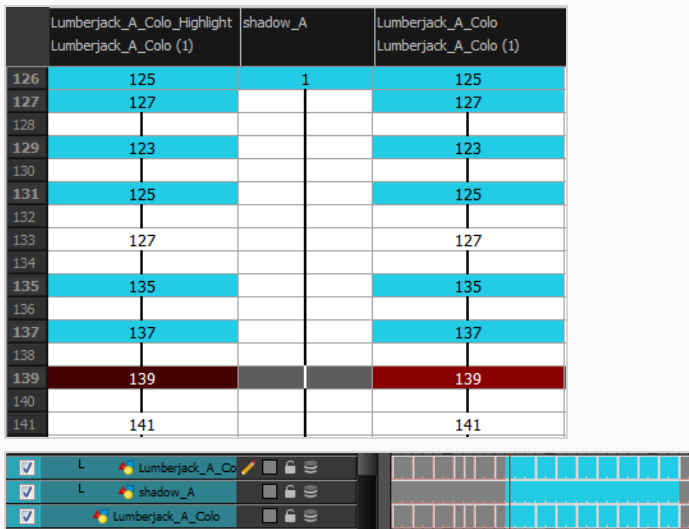 Lumberjack_A_Colo_Highlight shadow_A Lumberjack_A_Colo
Lumberjack_A_Colo (1) Lumberjack_A_Colo (1)
126 125 1 125
127 127 127
128
129 123 123
130
131 125 125
132
133 127 127
134
135 135 135
136
137 137 137
138
139 139 139
140
141 141 141
Lumberjack_A_Co
shadow_A
Lumberjack_A_Colo